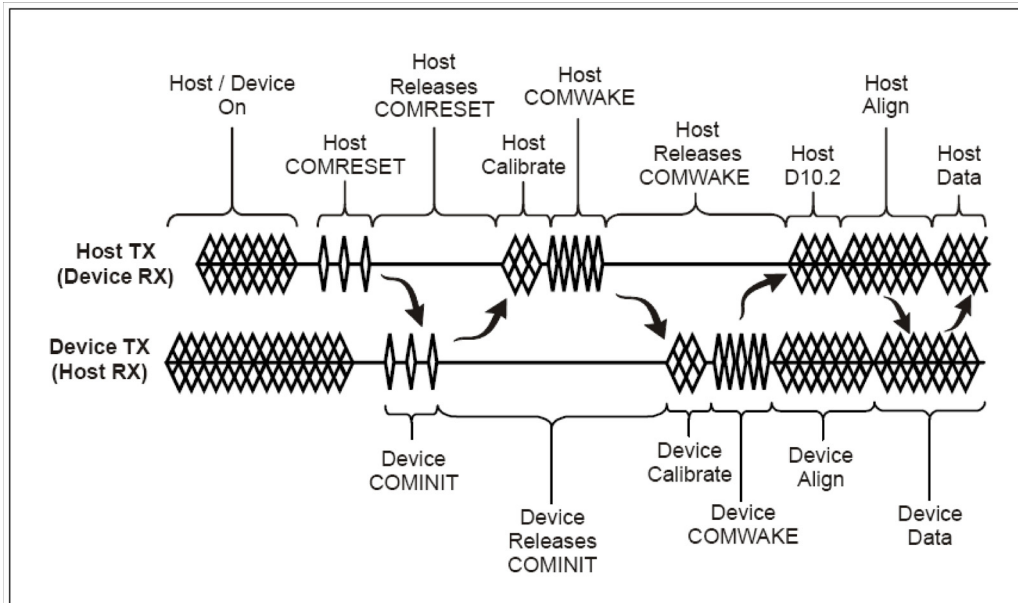 Host / Device
On
Host
Releases
COMRESET
Host
COMRESET
Host
Calibrate
Host
COMWAKE
Host
Releases
COMWAKE
Host
D10.2
Host
Align
Host
Data
Host TX
(Device RX)
Device TX
(Host RX)
Device
COMINIT
Device
Releases
COMINIT
Device
Calibrate
Device
COMWAKE
Device
Align
Device
Data